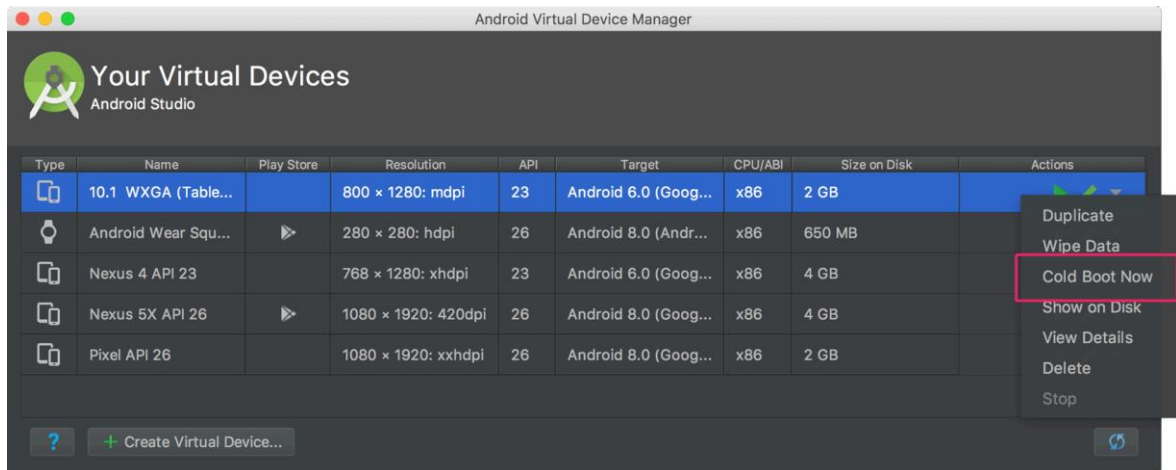 Android Virtual Device Manager
Your Virtual Devices
Android Studio
Type Name Play Store Resolution API Target CPU/ABI Size on Disk Actions
10.1 WXGA (Table... 800 × 1280: mdpi 23 Android 6.0 (Goog... x86 2 GB
Android Wear Squ... 280 × 280: hdpi 26 Android 8.0 (Andr... x86 650 MB
Nexus 4 API 23 768 × 1280: xhdpi 23 Android 6.0 (Goog... x86 4 GB
Nexus 5X API 26 1080 × 1920: 420dpi 26 Android 8.0 (Goog... x86 4 GB
Pixel API 26 1080 × 1920: xxhdpi 26 Android 8.0 (Goog... x86 2 GB
Duplicate
Wipe Data
Cold Boot Now
Show on Disk
View Details
Delete
Stop
? + Create Virtual Device...